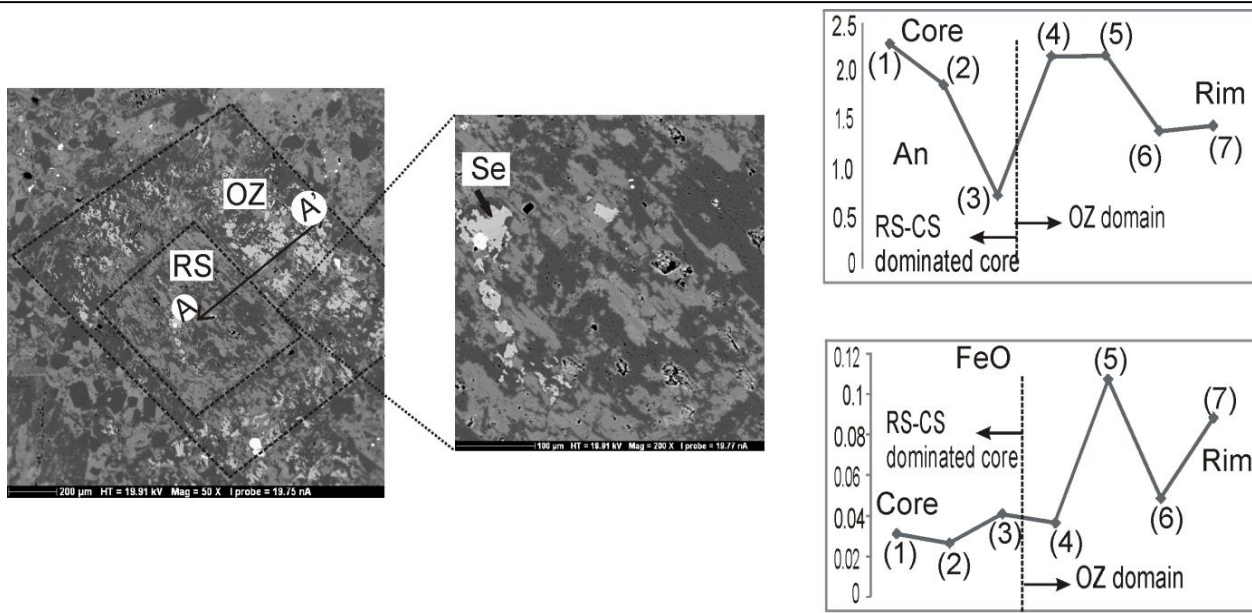 OZ
A'
RS
A
200 µm HT = 19.91 kV Mag = 50 X I probe = 19.75 nA
Se
100 µm HT = 19.91 kV Mag = 200 X I probe = 19.77 nA
2.5
2.0
1.5
1.0
0.5
0
Core
(1)
(2)
(3)
(4)
(5)
(6)
(7)
Rim
An
RS-CS
dominated core
OZ domain
0.12
0.10
0.08
0.06
0.04
0.02
0
FeO
RS-CS
dominated core
Core
(1)
(2)
(3)
(4)
(5)
(6)
(7)
Rim
OZ domain